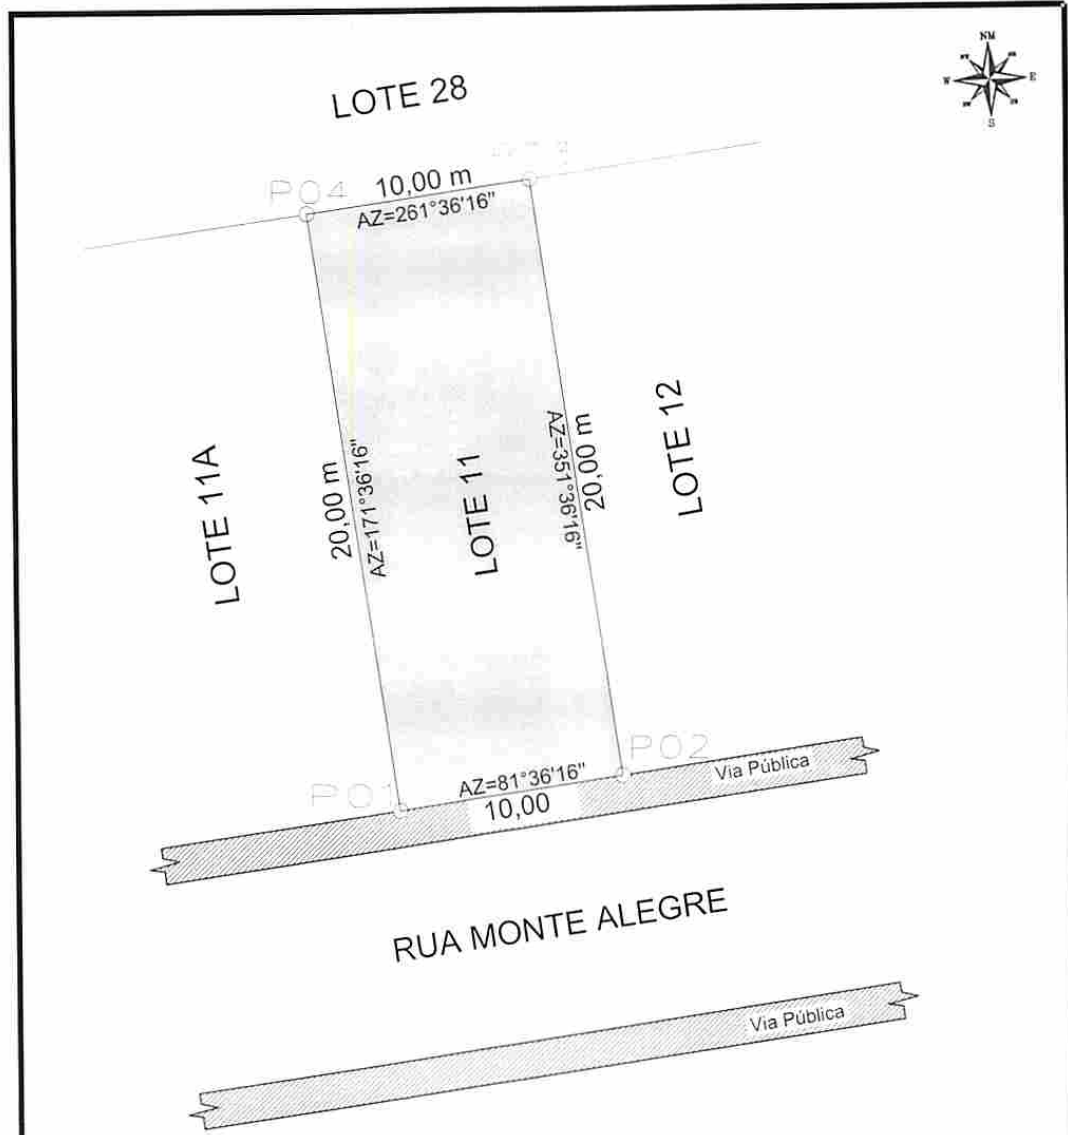 NM
W
E
S
LOTE 28
P04
10,00 m
AZ=261°36'16"
LOTE 11A
20,00 m
AZ=171°36'16"
LOTE 11
AZ=351°36'16"
20,00 m
LOTE 12
P01
AZ=81°36'16"
10,00
P02
Via Pública
RUA MONTE ALEGRE
Via Pública